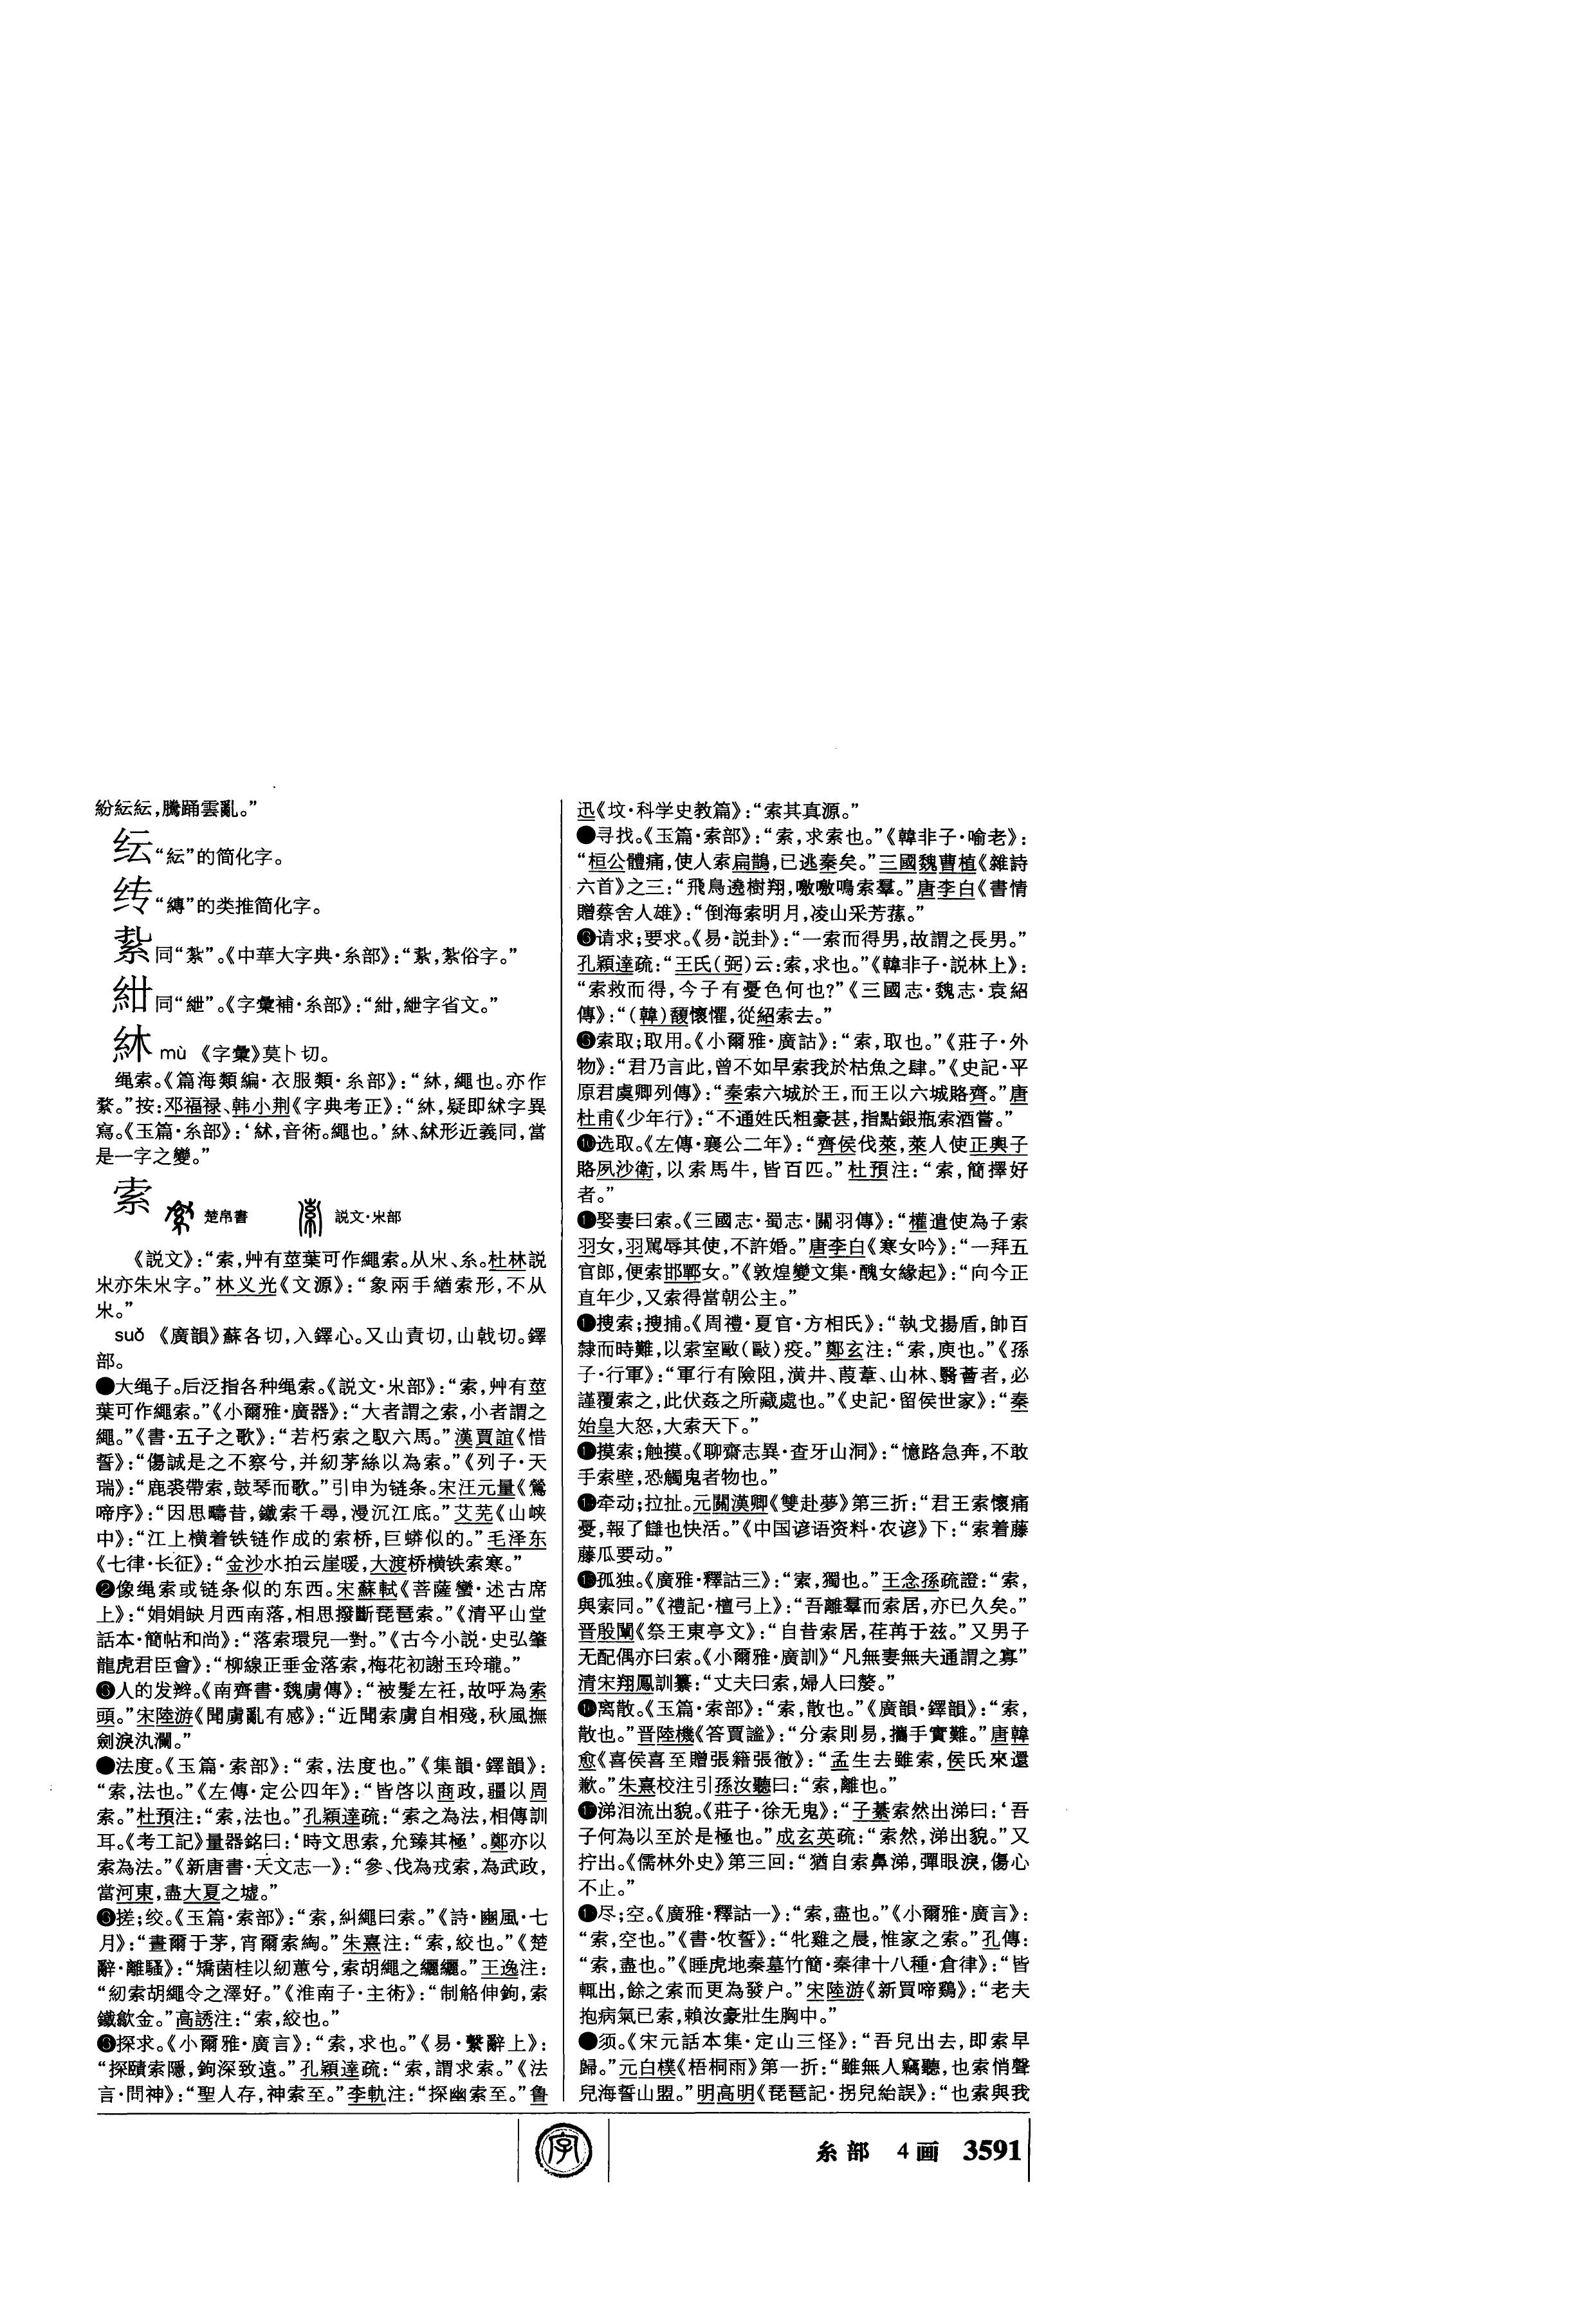 紛紜紜，騰踊雲亂。”
纭 “紜”的简化字。
䏝 “縳”的类推简化字。
紥 同“紮”。《中華大字典·糸部》：“紥，紮俗字。”
紺 同“紲”。《字彙補·糸部》：“紺，紲字省文。”
䋞 mù 《字彙》莫卜切。
绳索。《篇海類編·衣服類·糸部》：“䋞，繩也。亦作
䋷。”按：邓福禄、韩小荆《字典考正》：“䋞，疑即䋶字異
寫。《玉篇·糸部》：‘䋶，音術。繩也。’䋞、䋶形近義同，當
是一字之變。”
索 楚帛書 説文·𣎵部
《説文》：“索，艸有莖葉可作繩索。从𣎵、糸。杜林説
𣎵亦朱𣎵字。”林义光《文源》：“象兩手緧索形，不从
𣎵。”
suǒ 《廣韻》蘇各切，入鐸心。又山責切，山戟切。鐸
部。
●大绳子。后泛指各种绳索。《説文·𣎵部》：“索，艸有莖
葉可作繩索。”《小爾雅·廣器》：“大者謂之索，小者謂之
繩。”《書·五子之歌》：“若朽索之馭六馬。”漢賈誼《惜
誓》：“傷誠是之不察兮，并紉茅絲以為索。”《列子·天
瑞》：“鹿裘帶索，鼓琴而歌。”引申为链条。宋汪元量《鶯
啼序》：“因思疇昔，鐵索千尋，漫沉江底。”艾芜《山峡
中》：“江上横着铁链作成的索桥，巨蟒似的。”毛泽东
《七律·长征》：“金沙水拍云崖暖，大渡桥横铁索寒。”
❷像绳索或链条似的东西。宋蘇軾《菩薩蠻·述古席
上》：“娟娟缺月西南落，相思撥斷琵琶索。”《清平山堂
話本·簡帖和尚》：“落索環兒一對。”《古今小説·史弘肇
龍虎君臣會》：“柳線正垂金落索，梅花初謝玉玲瓏。”
❸人的发辫。《南齊書·魏虜傳》：“被髮左衽，故呼為索
頭。”宋陸游《聞虜亂有感》：“近聞索虜自相殘，秋風撫
劍淚汍瀾。”
●法度。《玉篇·索部》：“索，法度也。”《集韻·鐸韻》：
“索，法也。”《左傳·定公四年》：“皆啓以商政，疆以周
索。”杜預注：“索，法也。”孔穎達疏：“索之為法，相傳訓
耳。《考工記》量器銘曰：‘時文思索，允臻其極’。鄭亦以
索為法。”《新唐書·天文志一》：“參、伐為戎索，為武政，
當河東，盡大夏之墟。”
❺搓；绞。《玉篇·索部》：“索，糾繩曰索。”《詩·豳風·七
月》：“晝爾于茅，宵爾索綯。”朱熹注：“索，絞也。”《楚
辭·離騷》：“矯菌桂以紉蕙兮，索胡繩之纚纚。”王逸注：
“紉索胡繩令之澤好。”《淮南子·主術》：“制觡伸鉤，索
鐵歙金。”高誘注：“索，絞也。”
❻探求。《小爾雅·廣言》：“索，求也。”《易·繫辭上》：
“探賾索隱，鉤深致遠。”孔穎達疏：“索，謂求索。”《法
言·問神》：“聖人存，神索至。”李軌注：“探幽索至。”鲁
迅《坟·科学史教篇》：“索其真源。”
●寻找。《玉篇·索部》：“索，求索也。”《韓非子·喻老》：
“桓公體痛，使人索扁鵲，已逃秦矣。”三國魏曹植《雜詩
六首》之三：“飛鳥遶樹翔，噭噭鳴索羣。”唐李白《書情
贈蔡舍人雄》：“倒海索明月，凌山采芳蓀。”
❽请求；要求。《易·説卦》：“一索而得男，故謂之長男。”
孔穎達疏：“王氏(弼)云：索，求也。”《韓非子·説林上》：
“索救而得，今子有憂色何也?”《三國志·魏志·袁紹
傳》：“(韓)馥懷懼，從紹索去。”
❾索取；取用。《小爾雅·廣詁》：“索，取也。”《莊子·外
物》：“君乃言此，曾不如早索我於枯魚之肆。”《史記·平
原君虞卿列傳》：“秦索六城於王，而王以六城賂齊。”唐
杜甫《少年行》：“不通姓氏粗豪甚，指點銀瓶索酒嘗。”
❿选取。《左傳·襄公二年》：“齊侯伐萊，萊人使正輿子
賂夙沙衛，以索馬牛，皆百匹。”杜預注：“索，簡擇好
者。”
⓫娶妻曰索。《三國志·蜀志·關羽傳》：“權遣使為子索
羽女，羽駡辱其使，不許婚。”唐李白《寒女吟》：“一拜五
官郎，便索邯鄲女。”《敦煌變文集·醜女緣起》：“向今正
直年少，又索得當朝公主。”
⓬搜索；搜捕。《周禮·夏官·方相氏》：“執戈揚盾，帥百
隸而時難，以索室敺(毆)疫。”鄭玄注：“索，廋也。”《孫
子·行軍》：“軍行有險阻，潢井、葭葦、山林、翳薈者，必
謹覆索之，此伏姦之所藏處也。”《史記·留侯世家》：“秦
始皇大怒，大索天下。”
⓭摸索；触摸。《聊齋志異·查牙山洞》：“憶路急奔，不敢
手索壁，恐觸鬼者物也。”
⓮牵动；拉扯。元關漢卿《雙赴夢》第三折：“君王索懷痛
憂，報了讎也快活。”《中国谚语资料·农谚》下：“索着藤
藤瓜要动。”
⓯孤独。《廣雅·釋詁三》：“索，獨也。”王念孫疏證：“索，
與索同。”《禮記·檀弓上》：“吾離羣而索居，亦已久矣。”
晋殷闡《祭王東亭文》：“自昔索居，荏苒于兹。”又男子
无配偶亦曰索。《小爾雅·廣訓》“凡無妻無夫通謂之寡”
清宋翔鳳訓纂：“丈夫曰索，婦人曰嫠。”
⓰离散。《玉篇·索部》：“索，散也。”《廣韻·鐸韻》：“索，
散也。”晋陸機《答賈謐》：“分索則易，攜手實難。”唐韓
愈《喜侯喜至贈張籍張徹》：“孟生去雖索，侯氏來還
歉。”朱熹校注引孫汝聽曰：“索，離也。”
⓱涕泪流出貌。《莊子·徐无鬼》：“子綦索然出涕曰：‘吾
子何為以至於是極也。”成玄英疏：“索然，涕出貌。”又
拧出。《儒林外史》第三回：“猶自索鼻涕，彈眼淚，傷心
不止。”
⓲尽；空。《廣雅·釋詁一》：“索，盡也。”《小爾雅·廣言》：
“索，空也。”《書·牧誓》：“牝雞之晨，惟家之索。”孔傳：
“索，盡也。”《睡虎地秦墓竹簡·秦律十八種·倉律》：“皆
輒出，餘之索而更為發户。”宋陸游《新買啼鷄》：“老夫
抱病氣已索，賴汝豪壯生胸中。”
●须。《宋元話本集·定山三怪》：“吾兒出去，即索早
歸。”元白樸《梧桐雨》第一折：“雖無人竊聽，也索悄聲
兒海誓山盟。”明高明《琵琶記·拐兒紿誤》：“也索與我
字
糸部 4画 3591